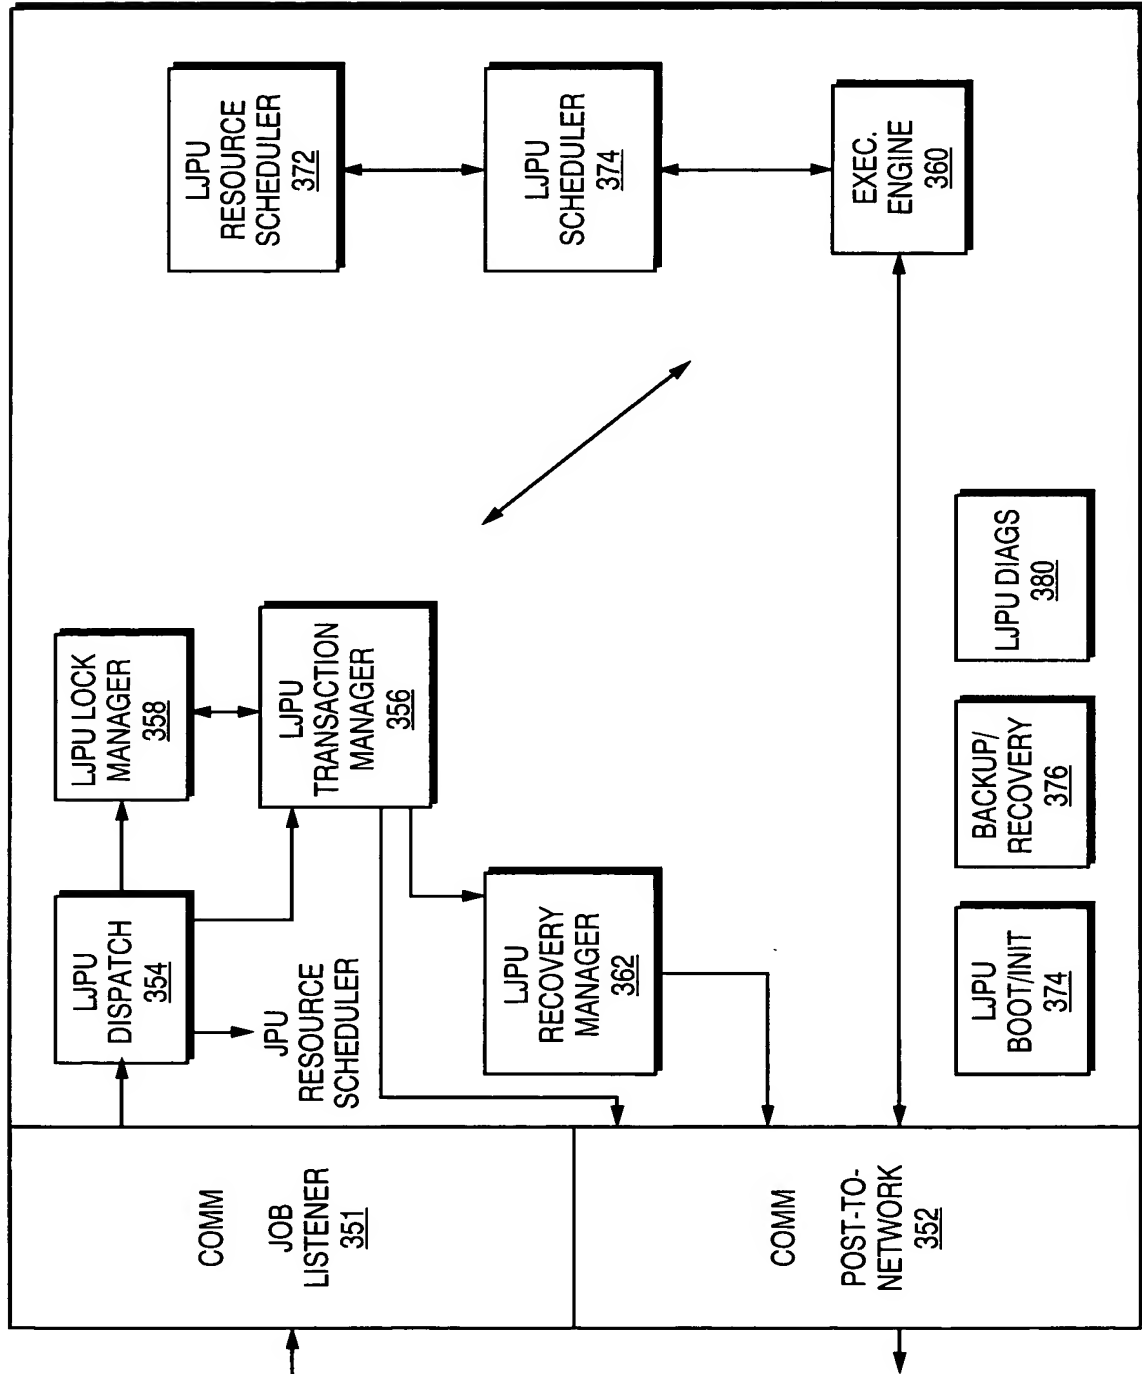 COMM
JOB
LISTENER
351
COMM
POST-TO-
NETWORK
352
LJPU
DISPATCH
354
JPU
RESOURCE
SCHEDULER
LJPU LOCK
MANAGER
358
LJPU
TRANSACTION
MANAGER
356
LJPU
RECOVERY
MANAGER
362
LJPU
RESOURCE
SCHEDULER
372
LJPU
SCHEDULER
374
EXEC.
ENGINE
360
LJPU
BOOT/INIT
374
BACKUP/
RECOVERY
376
LJPU DIAGS
380